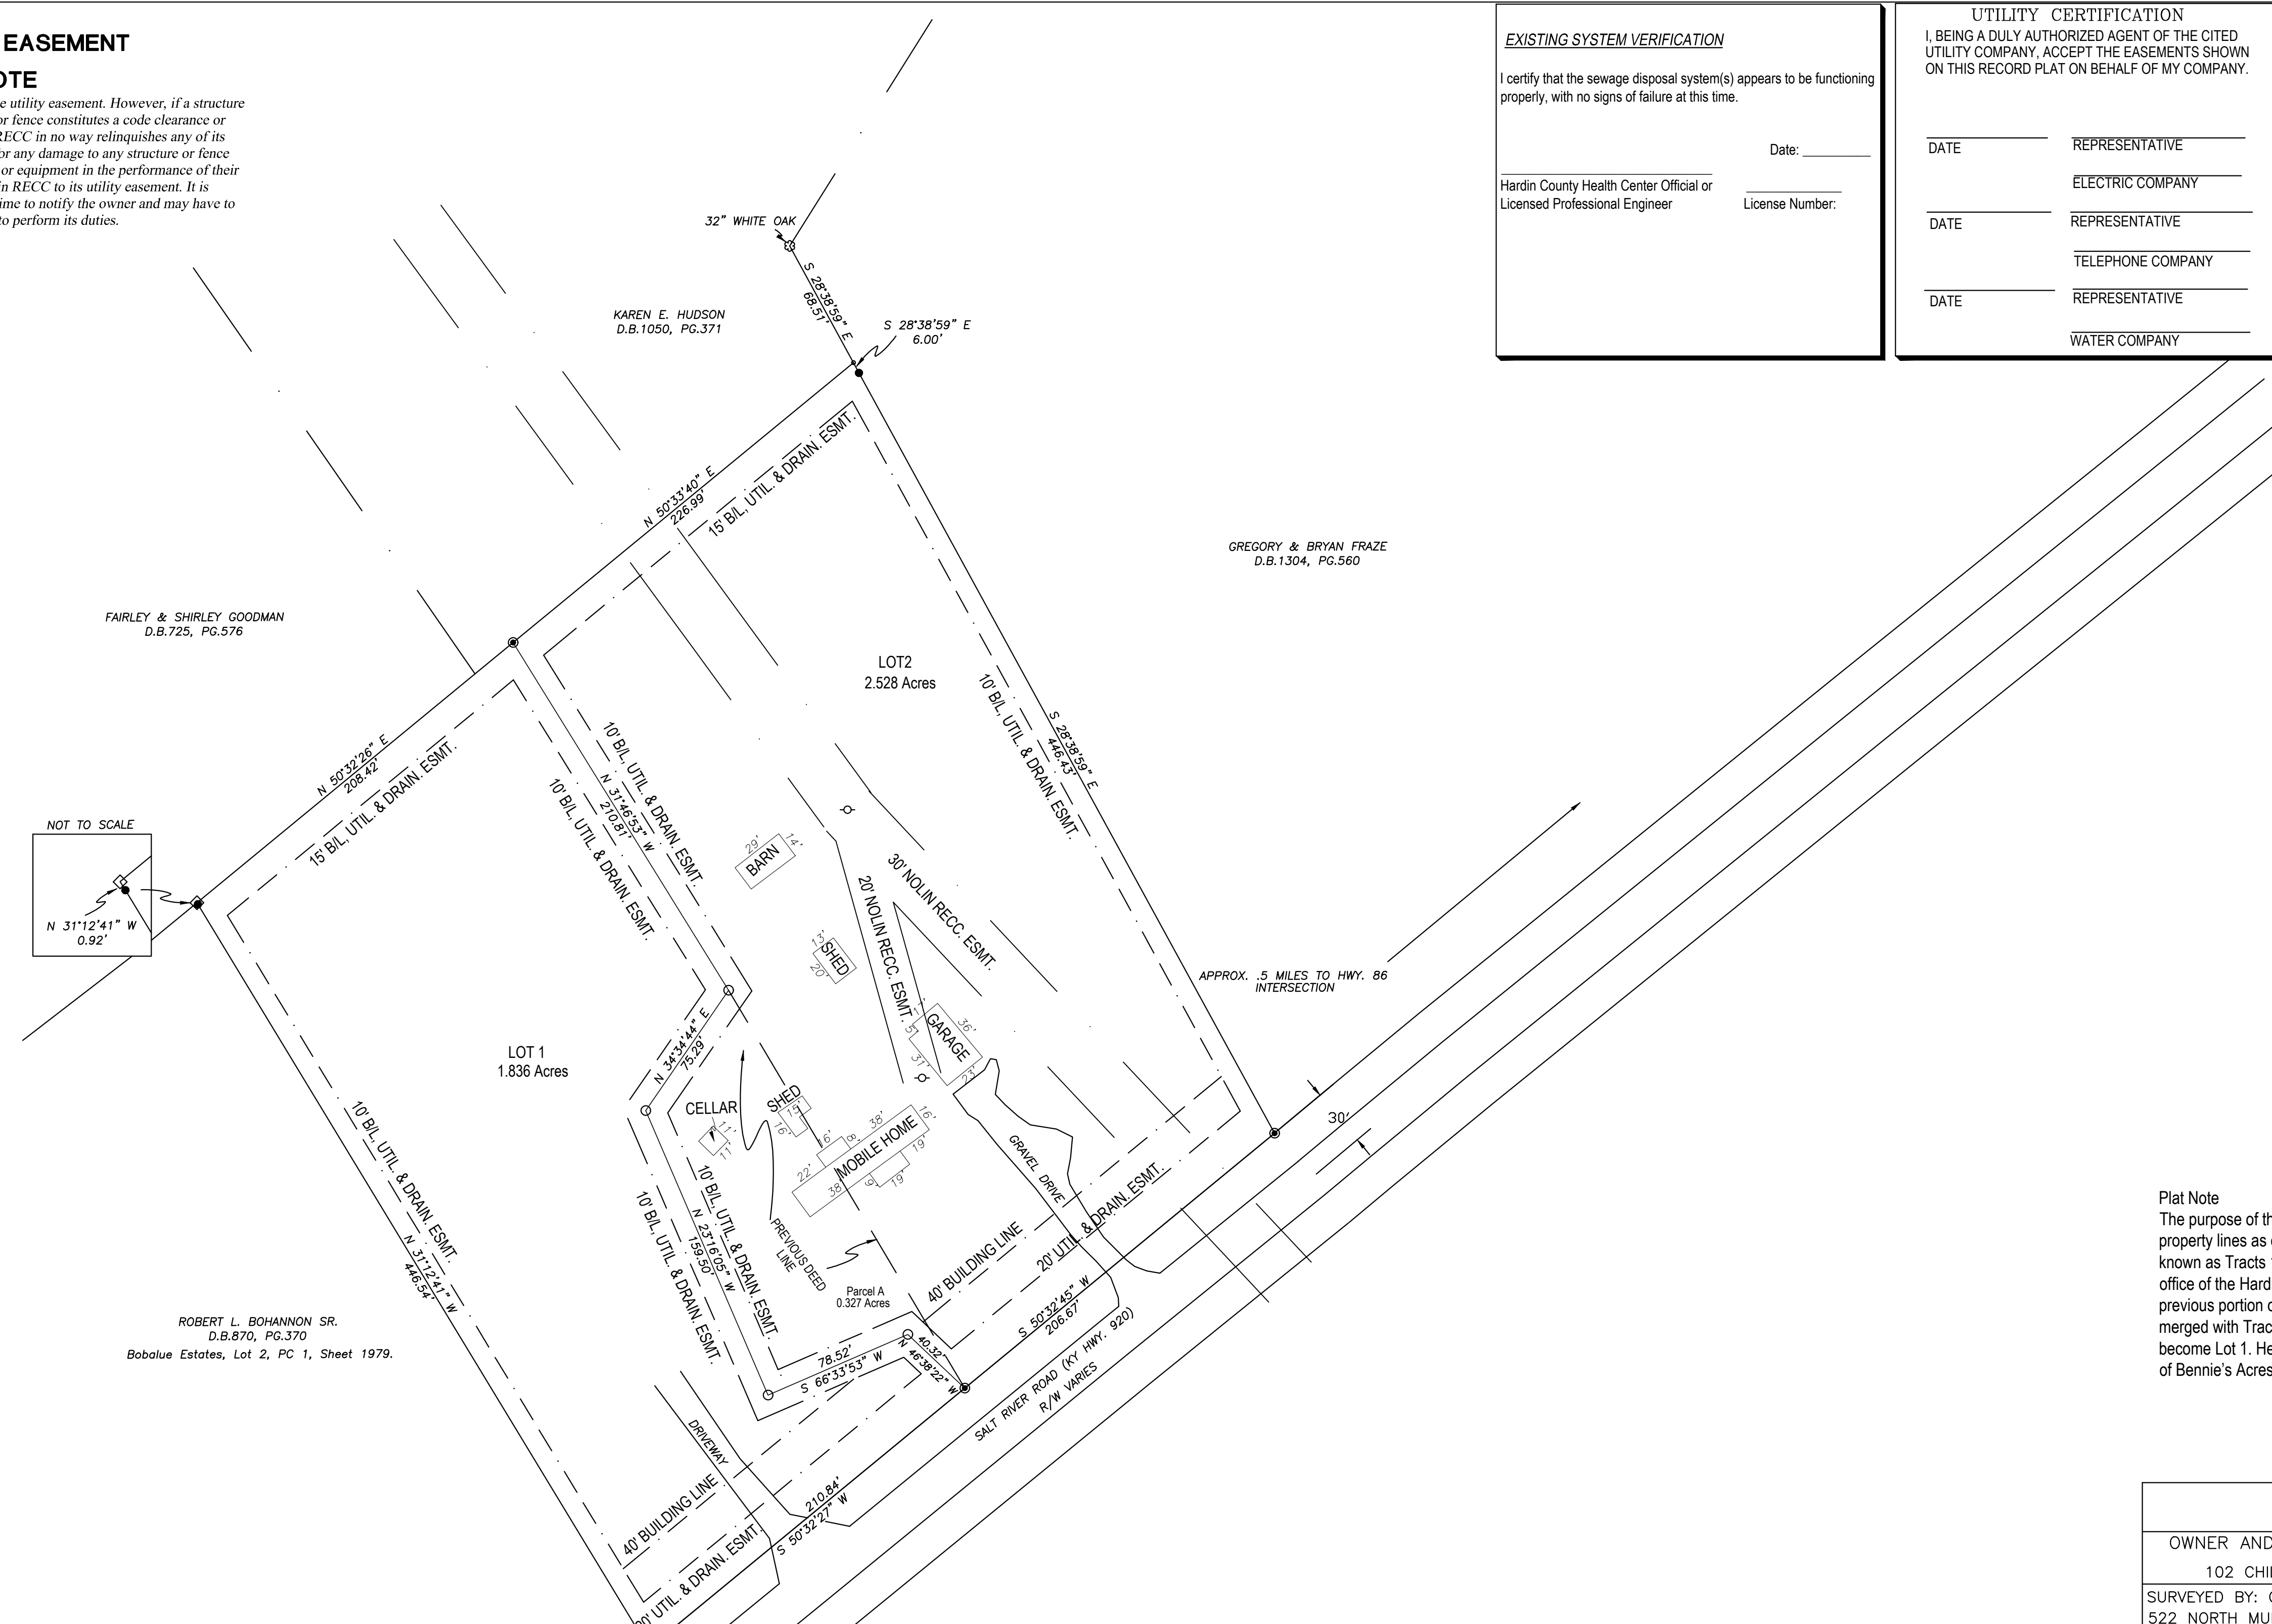 EASEMENT
OTE
e utility easement. However, if a structure
or fence constitutes a code clearance or
RECC in no way relinquishes any of its
or any damage to any structure or fence
or equipment in the performance of their
in RECC to its utility easement. It is
ime to notify the owner and may have to
to perform its duties.
EXISTING SYSTEM VERIFICATION
I certify that the sewage disposal system(s) appears to be functioning
properly, with no signs of failure at this time.
Date:
Hardin County Health Center Official or
Licensed Professional Engineer
License Number:
UTILITY CERTIFICATION
I, BEING A DULY AUTHORIZED AGENT OF THE CITED
UTILITY COMPANY, ACCEPT THE EASEMENTS SHOWN
ON THIS RECORD PLAT ON BEHALF OF MY COMPANY.
DATE
REPRESENTATIVE
ELECTRIC COMPANY
DATE
REPRESENTATIVE
TELEPHONE COMPANY
DATE
REPRESENTATIVE
WATER COMPANY
32" WHITE OAK
S 28°38'59" E
68.51'
S 28°38'59" E
6.00'
KAREN E. HUDSON
D.B.1050, PG.371
N 50°33'40" E
226.99'
15' B/L, UTIL. & DRAIN. ESMT.
GREGORY & BRYAN FRAZE
D.B.1304, PG.560
FAIRLEY & SHIRLEY GOODMAN
D.B.725, PG.576
LOT2
2.528 Acres
10' B/L, UTIL. & DRAIN. ESMT.
S 28°38'59" E
446.43'
N 50°32'26" E
208.42'
15' B/L, UTIL. & DRAIN. ESMT.
10' B/L, UTIL. & DRAIN. ESMT.
N 31°46'53" W
210.81'
10' B/L, UTIL. & DRAIN. ESMT.
NOT TO SCALE
N 31°12'41" W
0.92'
29'
14'
BARN
30' NOLIN RECC. ESMT.
20' NOLIN RECC. ESMT.
13'
SHED
20'
GARAGE
36'
5'
31'
23'
APPROX. .5 MILES TO HWY. 86
INTERSECTION
LOT 1
1.836 Acres
N 34°34'44" E
75.29'
CELLAR
11'
11'
SHED
15'
16'
MOBILE HOME
38'
16'
16'
8'
22'
38'
19'
9'
19'
GRAVEL DRIVE
30'
10' B/L, UTIL. & DRAIN. ESMT.
N 31°12'41" W
446.54'
10' B/L, UTIL. & DRAIN. ESMT.
N 23°16'05" W
159.50'
10' B/L, UTIL. & DRAIN. ESMT.
PREVIOUS DEED
LINE
Parcel A
0.327 Acres
40' BUILDING LINE
20' UTIL. & DRAIN. ESMT.
S 50°32'45" W
206.67'
ROBERT L. BOHANNON SR.
D.B.870, PG.370
Bobalue Estates, Lot 2, PC 1, Sheet 1979.
78.52'
S 66°33'53" W
40.32'
N 46°38'22" W
SALT RIVER ROAD (KY HWY. 920)
R/W VARIES
DRIVEWAY
40' BUILDING LINE
210.84'
S 50°32'27" W
20' UTIL. & DRAIN. ESMT.
Plat Note
The purpose of th
property lines as
known as Tracts
office of the Hard
previous portion
merged with Trac
become Lot 1. He
of Bennie's Acres
OWNER AND
102 CHI
SURVEYED BY:
522 NORTH MU